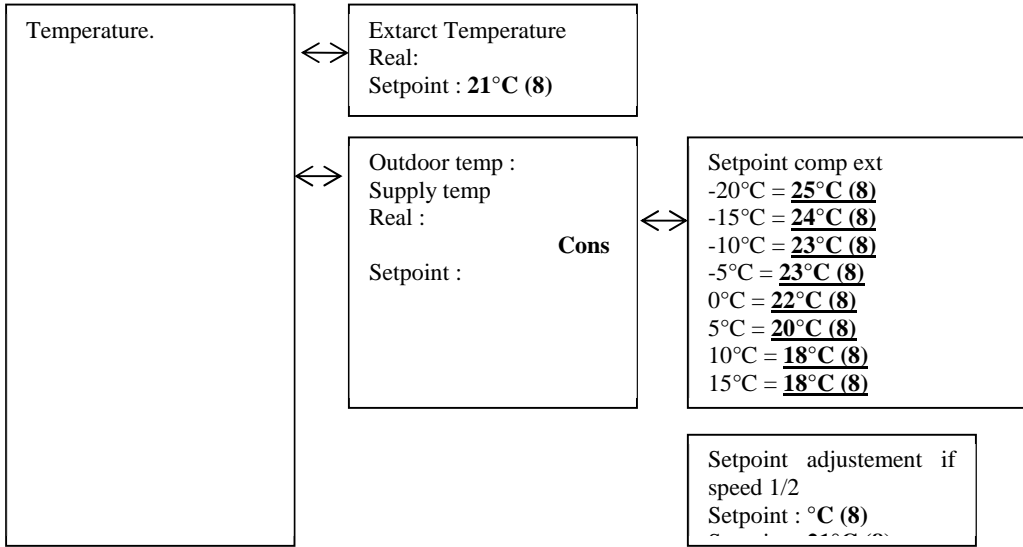 Temperature.
Extarct Temperature
Real:
Setpoint : 21°C (8)
Outdoor temp :
Supply temp
Real :
Cons
Setpoint :
Setpoint comp ext
-20°C = 25°C (8)
-15°C = 24°C (8)
-10°C = 23°C (8)
-5°C = 23°C (8)
0°C = 22°C (8)
5°C = 20°C (8)
10°C = 18°C (8)
15°C = 18°C (8)
Setpoint adjustement if
speed 1/2
Setpoint : °C (8)